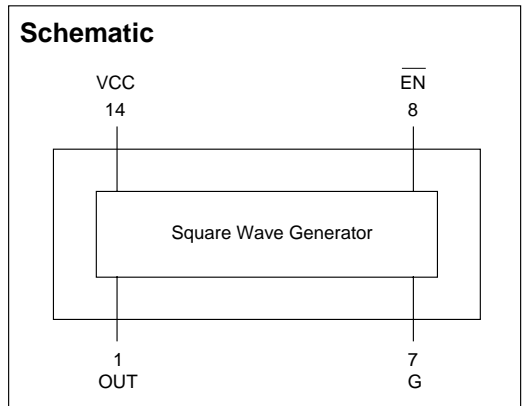 Schematic
VCC EN̅
14 8
Square Wave Generator
1 7
OUT G